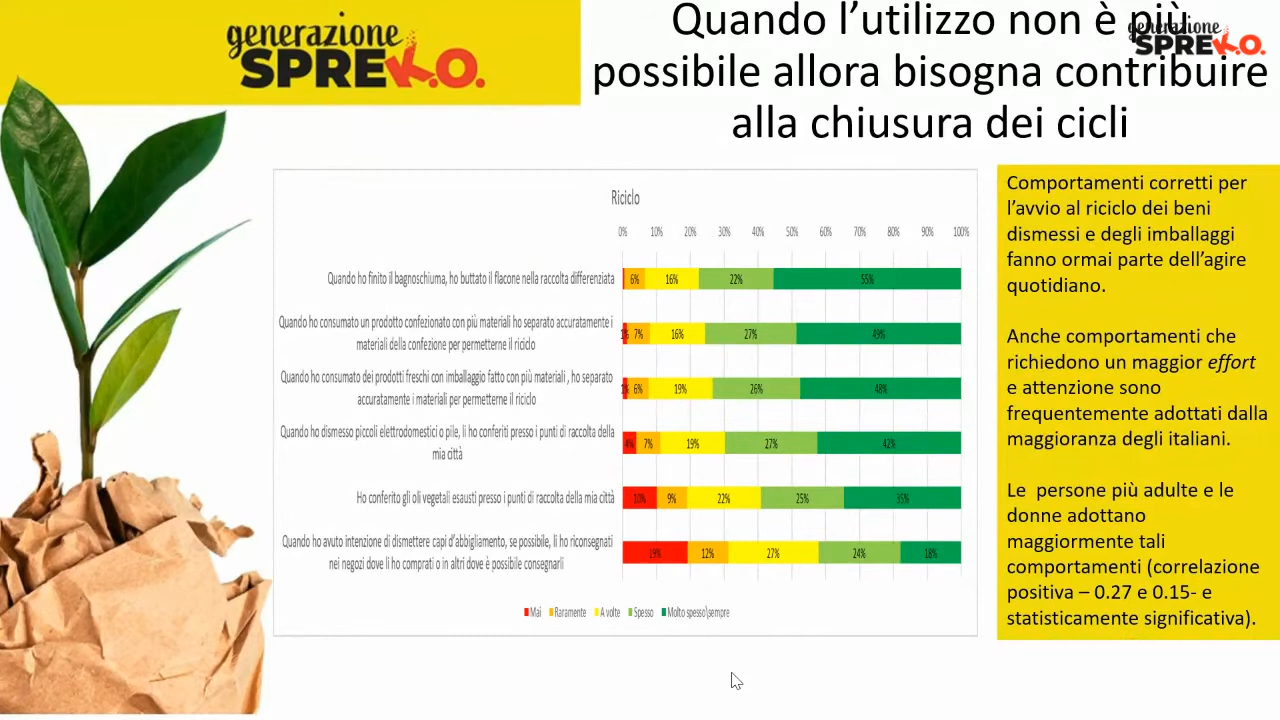 generazione
SPREK.O.
Quando l’utilizzo non è più
possibile allora bisogna contribuire
alla chiusura dei cicli
generazione
SPREK.O.
Riciclo
0% 10% 20% 30% 40% 50% 60% 70% 80% 90% 100%
Quando ho finito il bagnoschiuma, ho buttato il flacone nella raccolta differenziata
6% 16% 22% 55%
Quando ho consumato un prodotto confezionato con più materiali ho separato accuratamente i
materiali della confezione per permetterne il riciclo
1% 7% 16% 27% 49%
Quando ho consumato dei prodotti freschi con imballaggio fatto con più materiali , ho separato
accuratamente i materiali per permetterne il riciclo
1% 6% 19% 26% 48%
Quando ho dismesso piccoli elettrodomestici o pile, li ho conferiti presso i punti di raccolta della
mia città
4% 7% 19% 27% 42%
Ho conferito gli oli vegetali esausti presso i punti di raccolta della mia città
10% 9% 22% 25% 35%
Quando ho avuto intenzione di dismettere capi d’abbigliamento, se possibile, li ho riconsegnati
nei negozi dove li ho comprati o in altri dove è possibile consegnarli
19% 12% 27% 24% 18%
Mai Raramente A volte Spesso Molto spesso\sempre
Comportamenti corretti per
l’avvio al riciclo dei beni
dismessi e degli imballaggi
fanno ormai parte dell’agire
quotidiano.
Anche comportamenti che
richiedono un maggior effort
e attenzione sono
frequentemente adottati dalla
maggioranza degli italiani.
Le persone più adulte e le
donne adottano
maggiormente tali
comportamenti (correlazione
positiva – 0.27 e 0.15- e
statisticamente significativa).